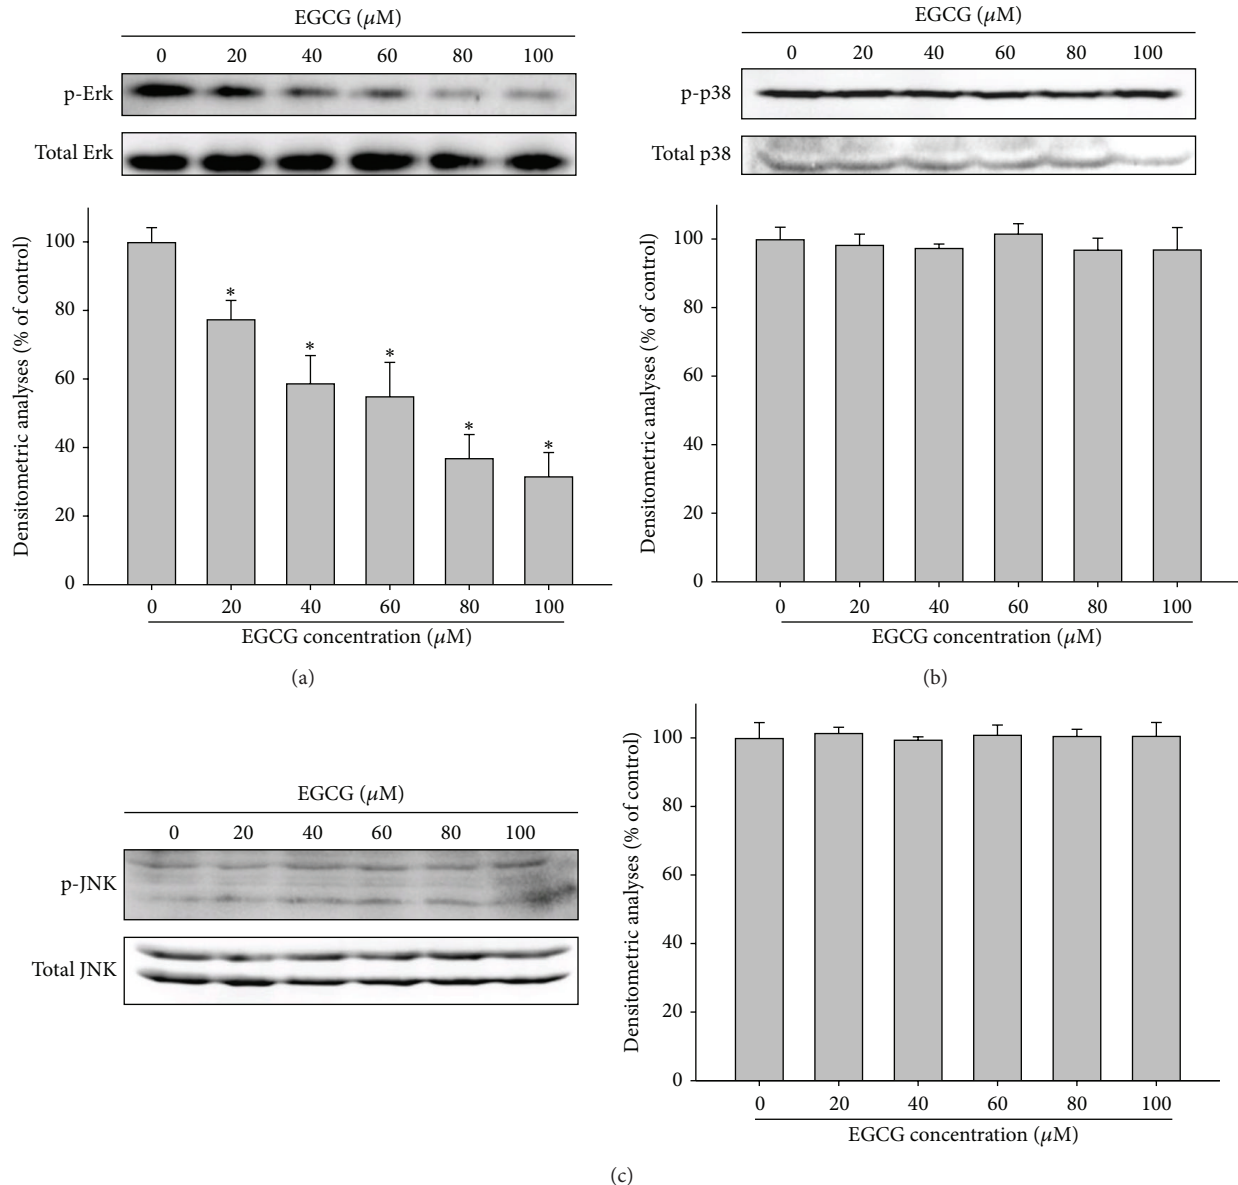 EGCG (μM)
0 20 40 60 80 100
p-Erk
Total Erk
Densitometric analyses (% of control)
100
80
60
40
20
0
* * * * *
0 20 40 60 80 100
EGCG concentration (μM)
(a)
EGCG (μM)
0 20 40 60 80 100
p-p38
Total p38
Densitometric analyses (% of control)
100
80
60
40
20
0
0 20 40 60 80 100
EGCG concentration (μM)
(b)
EGCG (μM)
0 20 40 60 80 100
p-JNK
Total JNK
Densitometric analyses (% of control)
100
80
60
40
20
0
0 20 40 60 80 100
EGCG concentration (μM)
(c)